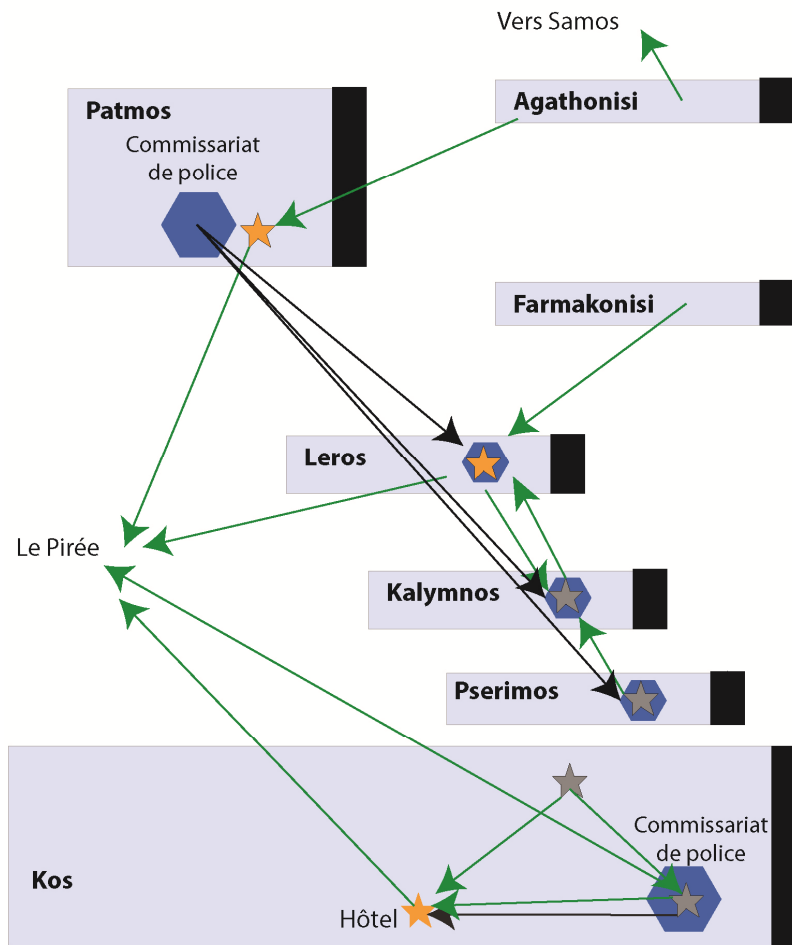 Vers Samos
Patmos
Agathonisi
Commissariat
de police
Farmakonisi
Leros
Le Pirée
Kalymnos
Pserimos
Commissariat
de police
Kos
Hôtel